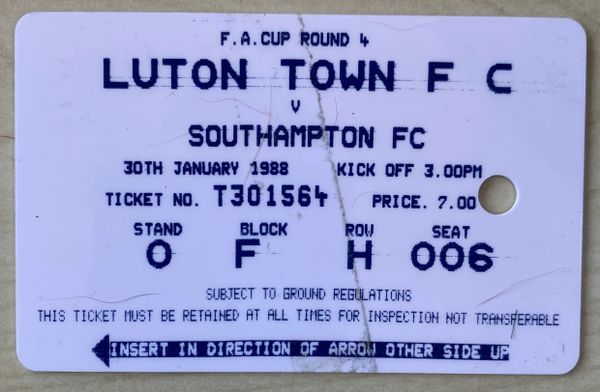 F.A.CUP ROUND 4
LUTON TOWN F C
V
SOUTHAMPTON FC
30TH JANUARY 1988 KICK OFF 3.00PM
TICKET NO. T301564 PRICE. 7.00
STAND BLOCK ROW SEAT
O F H 006
SUBJECT TO GROUND REGULATIONS
THIS TICKET MUST BE RETAINED AT ALL TIMES FOR INSPECTION NOT TRANSFERABLE
INSERT IN DIRECTION OF ARROW OTHER SIDE UP